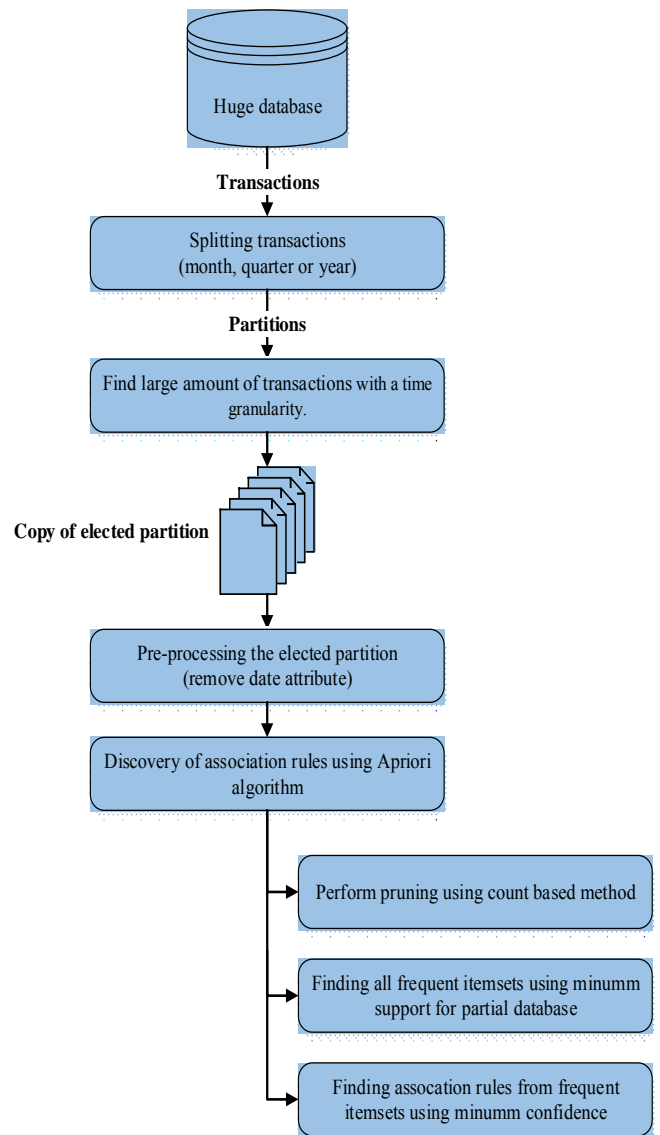 Huge database
Transactions
Splitting transactions
(month, quarter or year)
Partitions
Find large amount of transactions with a time
granularity.
Copy of elected partition
Pre-processing the elected partition
(remove date attribute)
Discovery of association rules using Apriori
algorithm
Perform pruning using count based method
Finding all frequent itemsets using minumm
support for partial database
Finding assocation rules from frequent
itemsets using minumm confidence